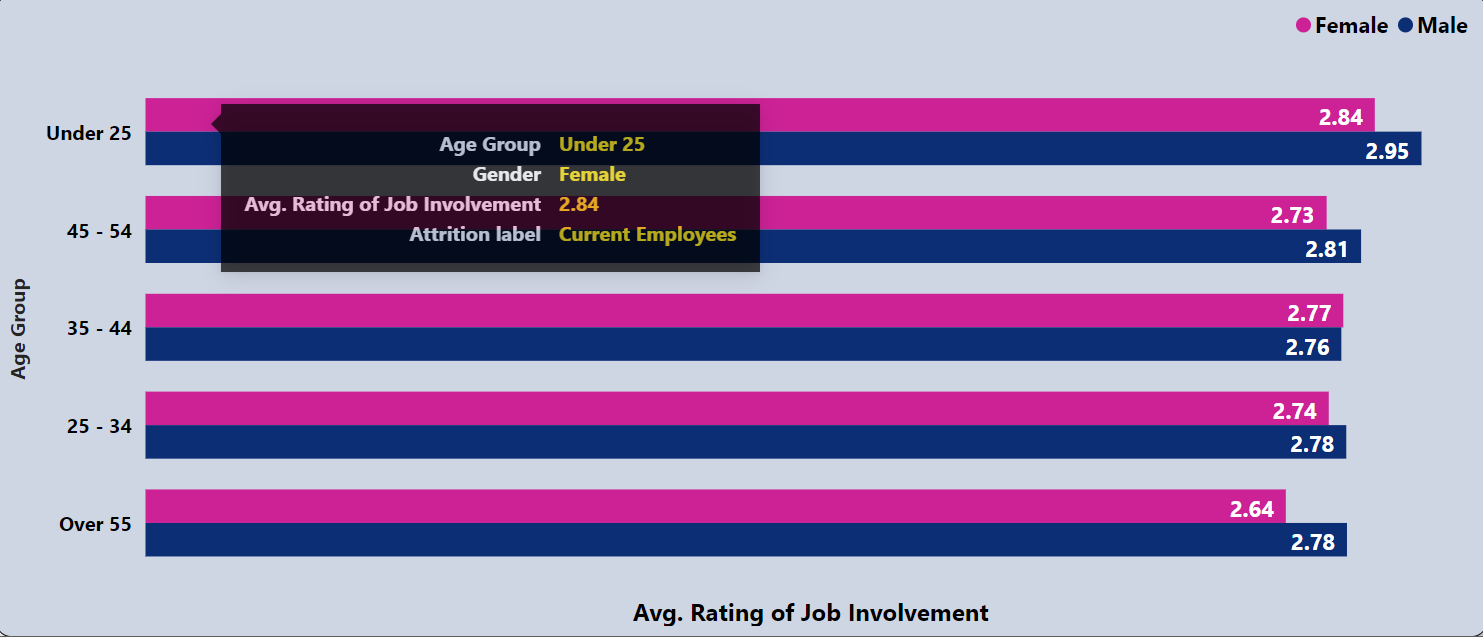 Female Male
2.84
Under 25
2.95
Age Group Under 25
Gender Female
Avg. Rating of Job Involvement 2.84
Attrition label Current Employees
2.73
45 - 54
2.81
Age Group
2.77
35 - 44
2.76
2.74
25 - 34
2.78
2.64
Over 55
2.78
Avg. Rating of Job Involvement